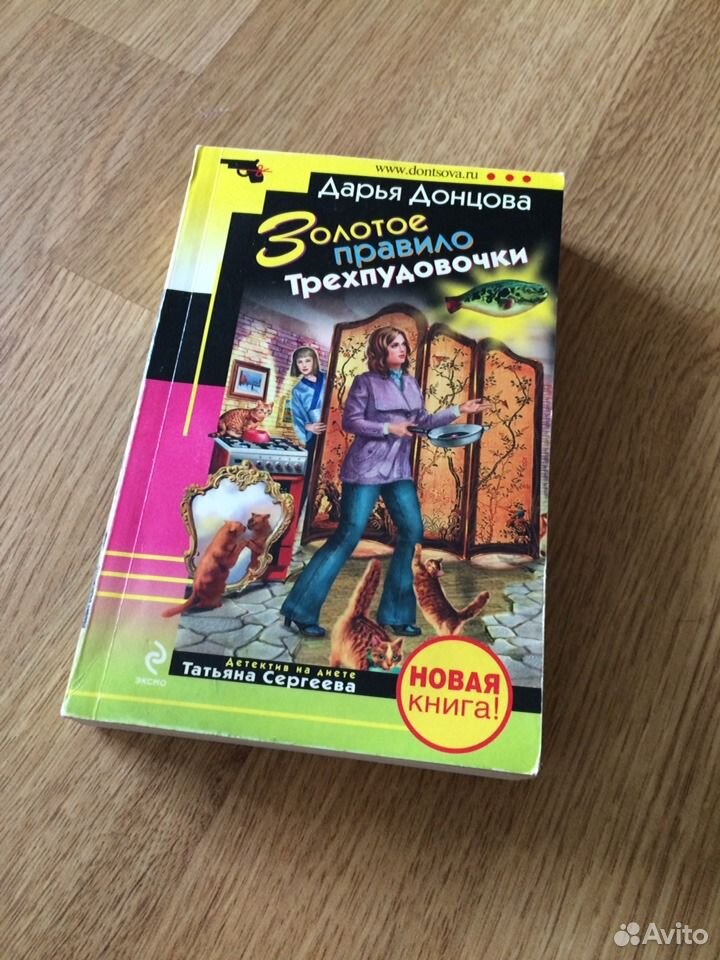 www.dontsova.ru
Дарья Донцова
Золотое
правило
Трехпудовочки
Детектив на диете
Татьяна Сергеева
ЭКСМО
НОВАЯ
книга!
Avito